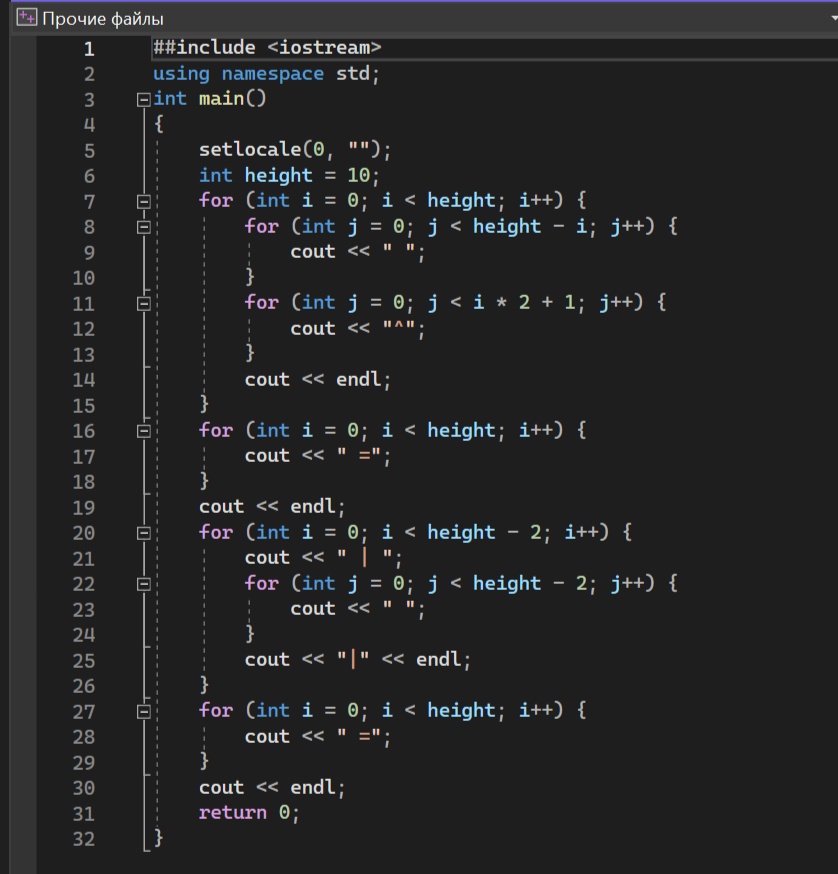 Прочие файлы
1 ##include <iostream>
2 using namespace std;
3 int main()
4 {
5     setlocale(0, "");
6     int height = 10;
7     for (int i = 0; i < height; i++) {
8         for (int j = 0; j < height - i; j++) {
9             cout << " ";
10         }
11         for (int j = 0; j < i * 2 + 1; j++) {
12             cout << "^";
13         }
14         cout << endl;
15     }
16     for (int i = 0; i < height; i++) {
17         cout << " =";
18     }
19     cout << endl;
20     for (int i = 0; i < height - 2; i++) {
21         cout << " | ";
22         for (int j = 0; j < height - 2; j++) {
23             cout << " ";
24         }
25         cout << "|" << endl;
26     }
27     for (int i = 0; i < height; i++) {
28         cout << " =";
29     }
30     cout << endl;
31     return 0;
32 }